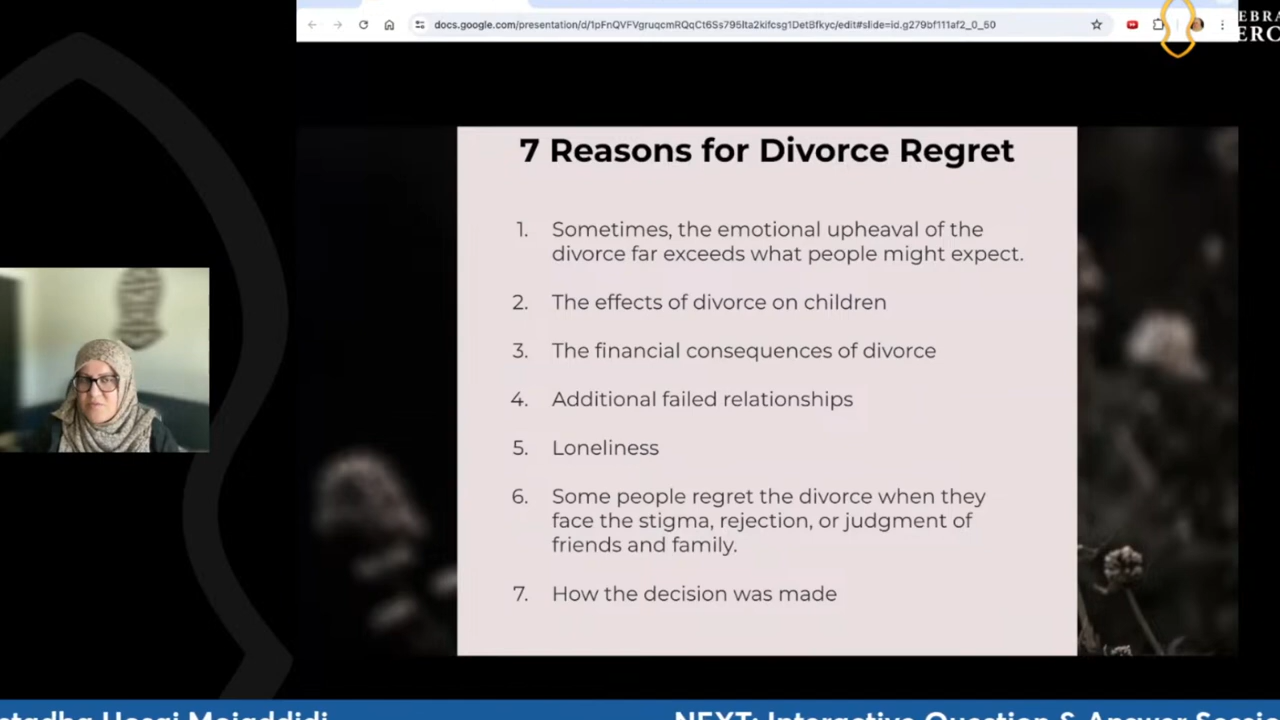 docs.google.com/presentation/d/1pFnQVFVgruqcmRQqCt6Ss795lta2kifcsg1DetBfkyc/edit#slide=id.g279bf111af2_0_50
7 Reasons for Divorce Regret
1. Sometimes, the emotional upheaval of the
divorce far exceeds what people might expect.
2. The effects of divorce on children
3. The financial consequences of divorce
4. Additional failed relationships
5. Loneliness
6. Some people regret the divorce when they
face the stigma, rejection, or judgment of
friends and family.
7. How the decision was made
Hosai Mojaddidi
NEXT: Interactive Question & Answer